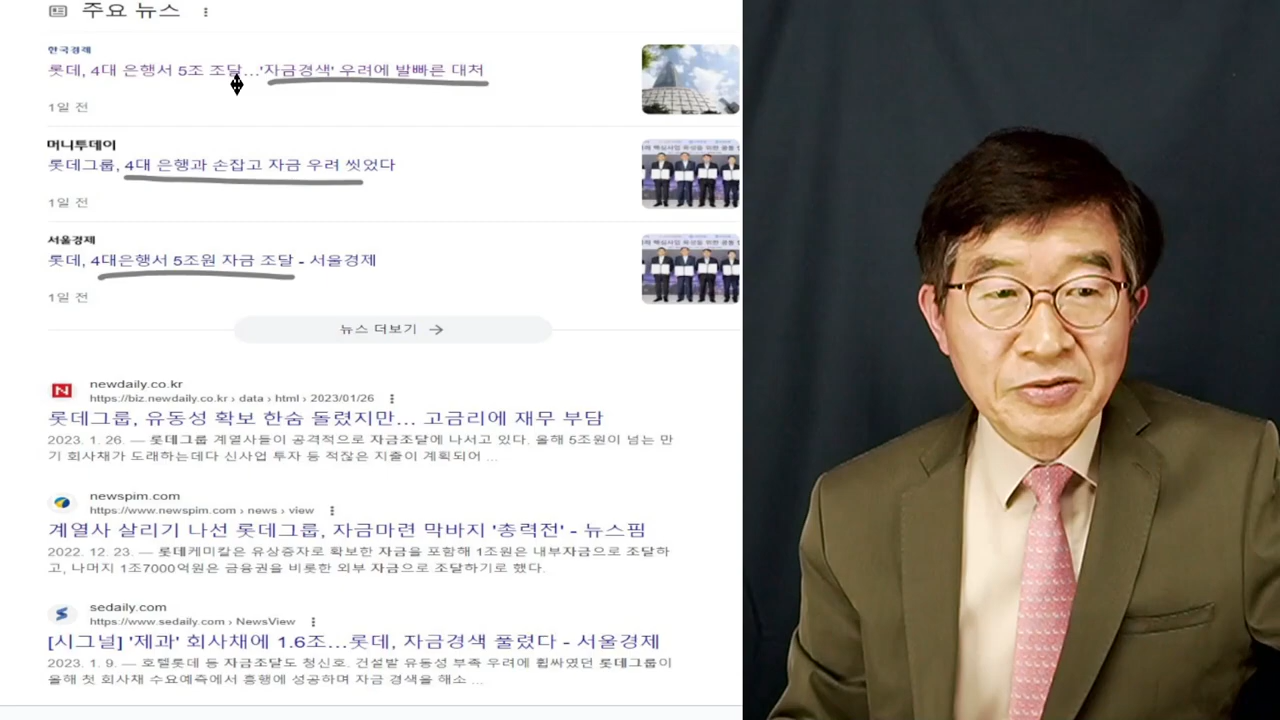 주요 뉴스
한국경제
롯데, 4대 은행서 5조 조달…'자금경색' 우려에 발빠른 대처
1일 전
머니투데이
롯데그룹, 4대 은행과 손잡고 자금 우려 씻었다
1일 전
서울경제
롯데, 4대은행서 5조원 자금 조달 - 서울경제
1일 전
뉴스 더보기 →
newdaily.co.kr
https://biz.newdaily.co.kr › data › html › 2023/01/26
롯데그룹, 유동성 확보 한숨 돌렸지만... 고금리에 재무 부담
2023. 1. 26. — 롯데그룹 계열사들이 공격적으로 자금조달에 나서고 있다. 올해 5조원이 넘는 만
기 회사채가 도래하는데다 신사업 투자 등 적잖은 지출이 계획되어 ...
newspim.com
https://www.newspim.com › news › view
계열사 살리기 나선 롯데그룹, 자금마련 막바지 '총력전' - 뉴스핌
2022. 12. 23. — 롯데케미칼은 유상증자로 확보한 자금을 포함해 1조원은 내부자금으로 조달하
고, 나머지 1조7000억원은 금융권을 비롯한 외부 자금으로 조달하기로 했다.
sedaily.com
https://www.sedaily.com › NewsView
[시그널] '제과' 회사채에 1.6조…롯데, 자금경색 풀렸다 - 서울경제
2023. 1. 9. — 호텔롯데 등 자금조달도 청신호. 건설발 유동성 부족 우려에 휩싸였던 롯데그룹이
올해 첫 회사채 수요예측에서 흥행에 성공하며 자금 경색을 해소 ...